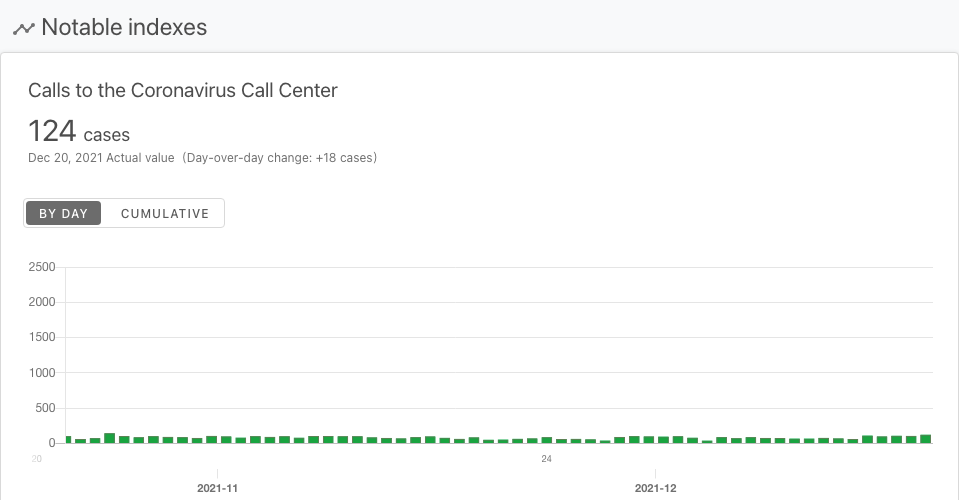 Notable indexes
Calls to the Coronavirus Call Center
124 cases
Dec 20, 2021 Actual value (Day-over-day change: +18 cases)
BY DAY CUMULATIVE
2500
2000
1500
1000
500
0
20 24
2021-11 2021-12